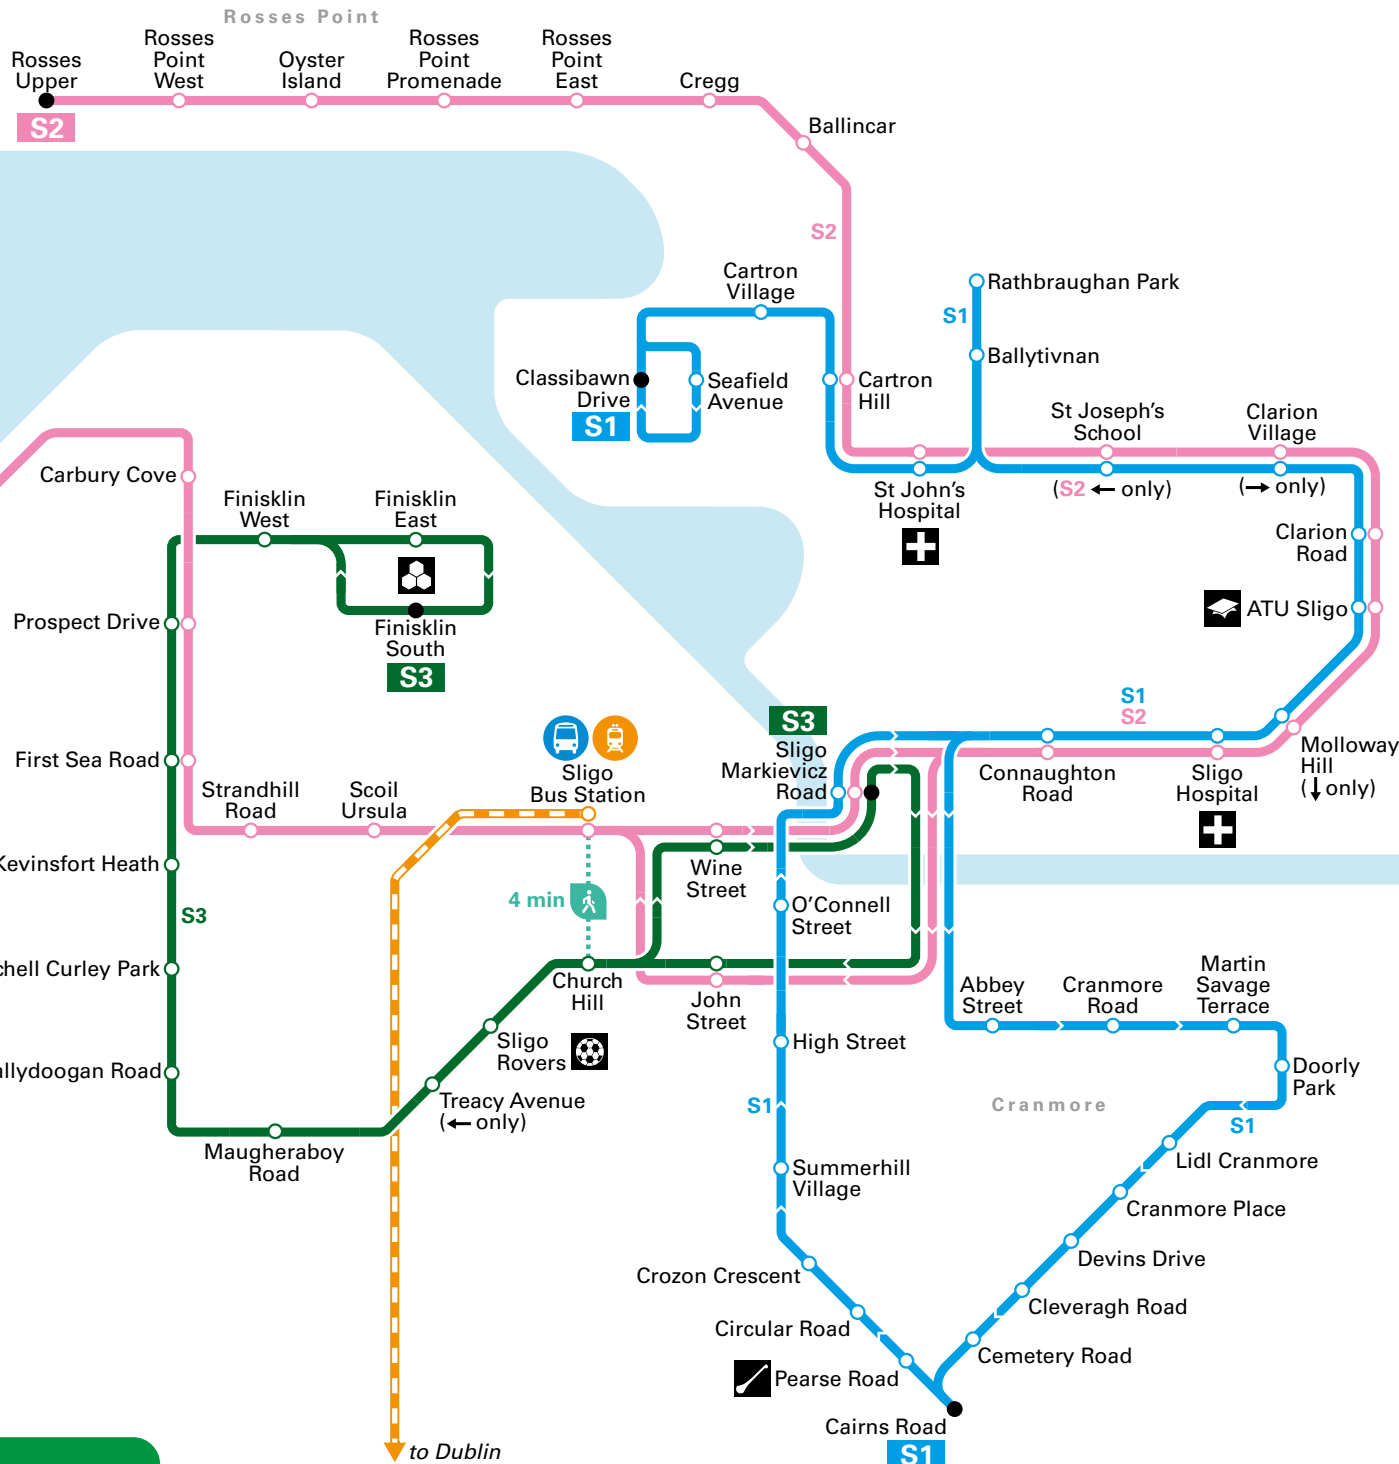 Rosses Point
Rosses
Upper
S2
Rosses
Point
West
Oyster
Island
Rosses
Point
Promenade
Rosses
Point
East
Cregg
Ballincar
S2
Cartron
Village
Rathbraughan Park
S1
Ballytivnan
Classibawn
Drive
S1
Seafield
Avenue
Cartron
Hill
St Joseph's
School
(S2 ← only)
Clarion
Village
(→ only)
St John's
Hospital
Clarion
Road
ATU Sligo
Carbury Cove
Finisklin
West
Finisklin
East
Finisklin
South
S3
Prospect Drive
First Sea Road
Strandhill
Road
Scoil
Ursula
Sligo
Bus Station
S3
Sligo
Markievicz
Road
S1
S2
Connaughton
Road
Sligo
Hospital
Molloway
Hill
(↓ only)
Kevinsfort Heath
S3
Wine
Street
4 min
O'Connell
Street
chell Curley Park
Church
Hill
John
Street
Abbey
Street
Cranmore
Road
Martin
Savage
Terrace
Sligo
Rovers
High Street
allydoogan Road
Treacy Avenue
(← only)
S1
Cranmore
Doorly
Park
S1
Maugheraboy
Road
Summerhill
Village
Lidl Cranmore
Cranmore Place
Devins Drive
Crozon Crescent
Cleveragh Road
Circular Road
Cemetery Road
Pearse Road
Cairns Road
S1
to Dublin